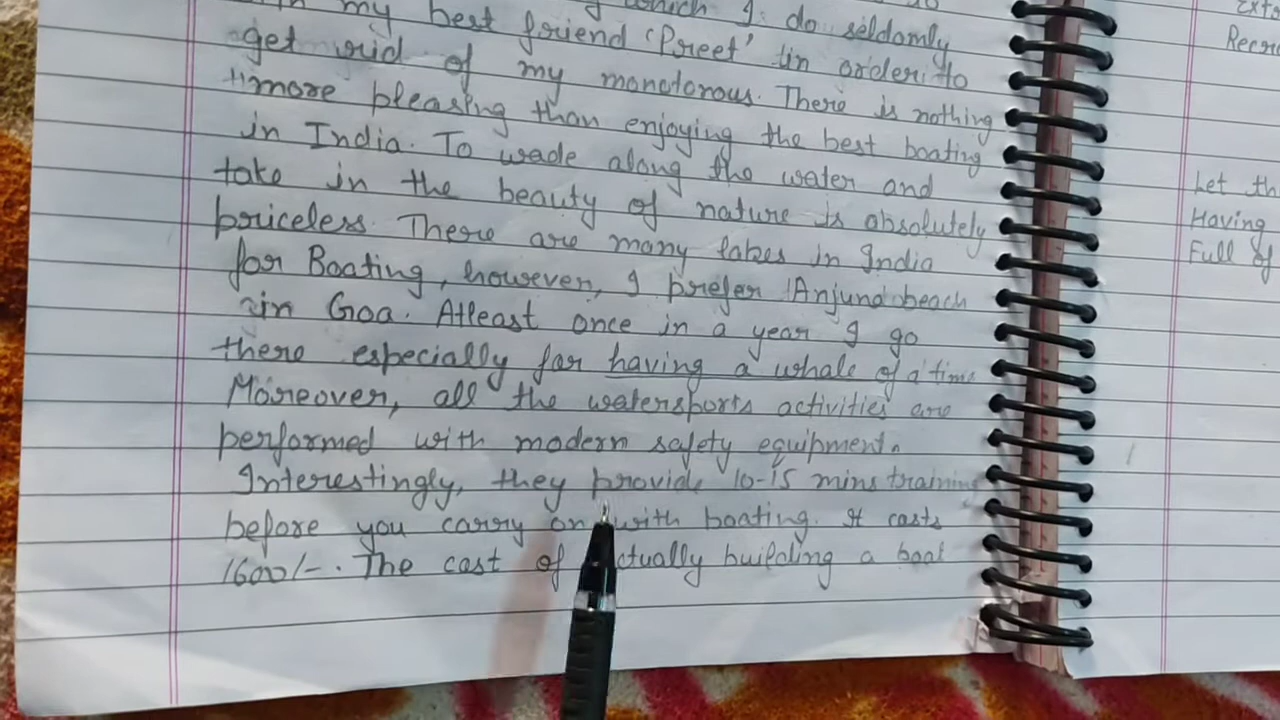 my best friend 'Preet' which I do seldomly
get rid of my monotorous. There is nothing
more pleasing than enjoying the best boating
in India. To wade along the water and
take in the beauty of nature is absolutely
priceless. There are many lakes in India
for Boating, however, I prefer Anjuna beach
in Goa. Atleast once in a year I go
there especially for having a whale of a time
Moreover, all the watersports activities are
performed with modern safety equipment.
Interestingly, they provide 10-15 mins training
before you carry on with boating. It costs
1600/-. The cost of actually building a boat
Recre
Let th
Having
Full of